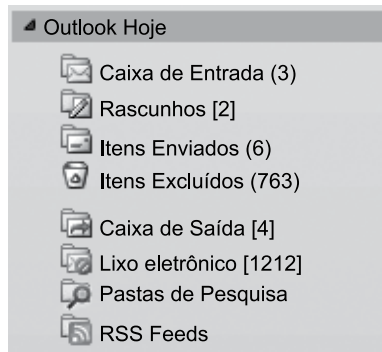 Outlook Hoje
Caixa de Entrada (3)
Rascunhos [2]
Itens Enviados (6)
Itens Excluídos (763)
Caixa de Saída [4]
Lixo eletrônico [1212]
Pastas de Pesquisa
RSS Feeds